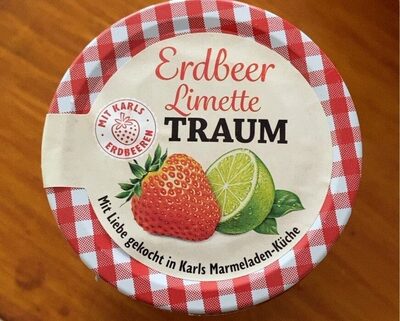 Erdbeer
Limette
TRAUM
MIT KARLS
ERDBEEREN
Mit Liebe gekocht in Karls Marmeladen-Küche